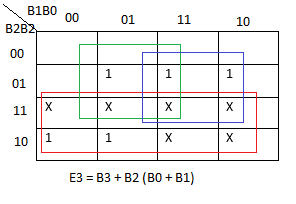 B1B0
00 01 11 10
B2B2
00
01 1 1 1
11 X X X X
10 1 1 X X
E3 = B3 + B2 (B0 + B1)